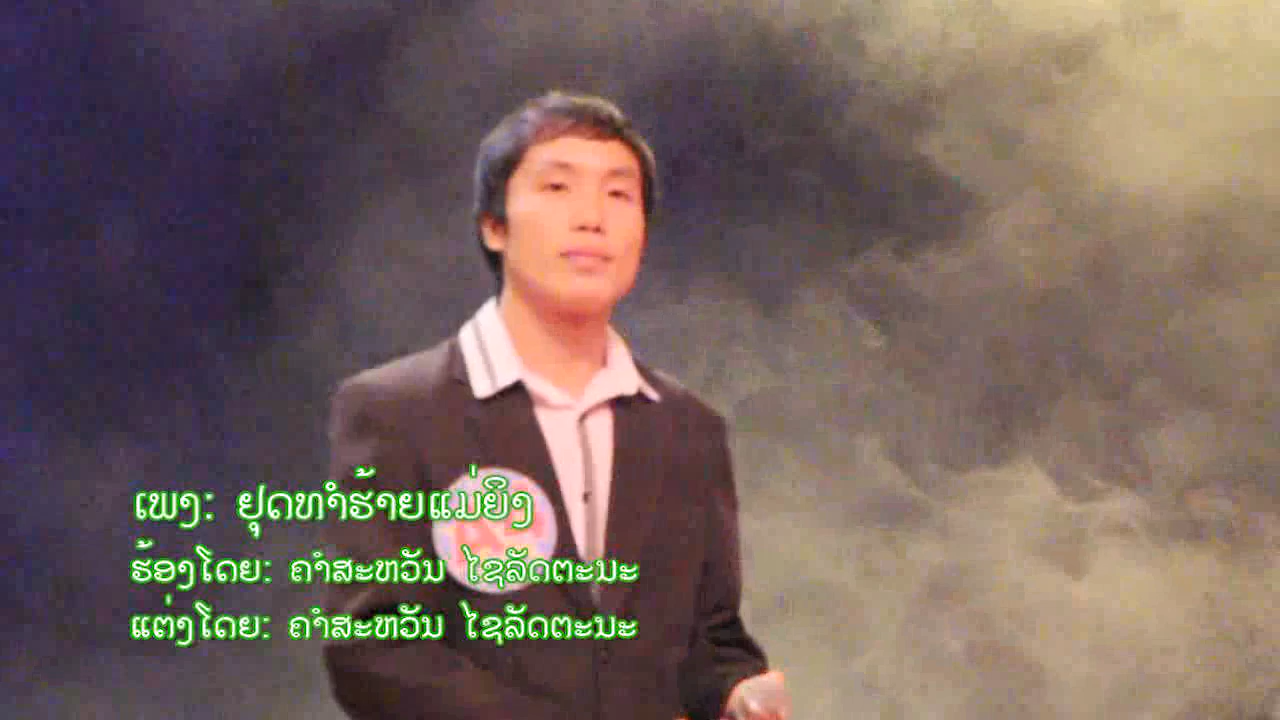 ເພງ: ຢຸດທຳຮ້າຍແມ່ຍິງ
ຮ້ອງໂດຍ: ຄຳສະຫວັນ ໄຊລັດຕະນະ
ແຕ່ງໂດຍ: ຄຳສະຫວັນ ໄຊລັດຕະນະ